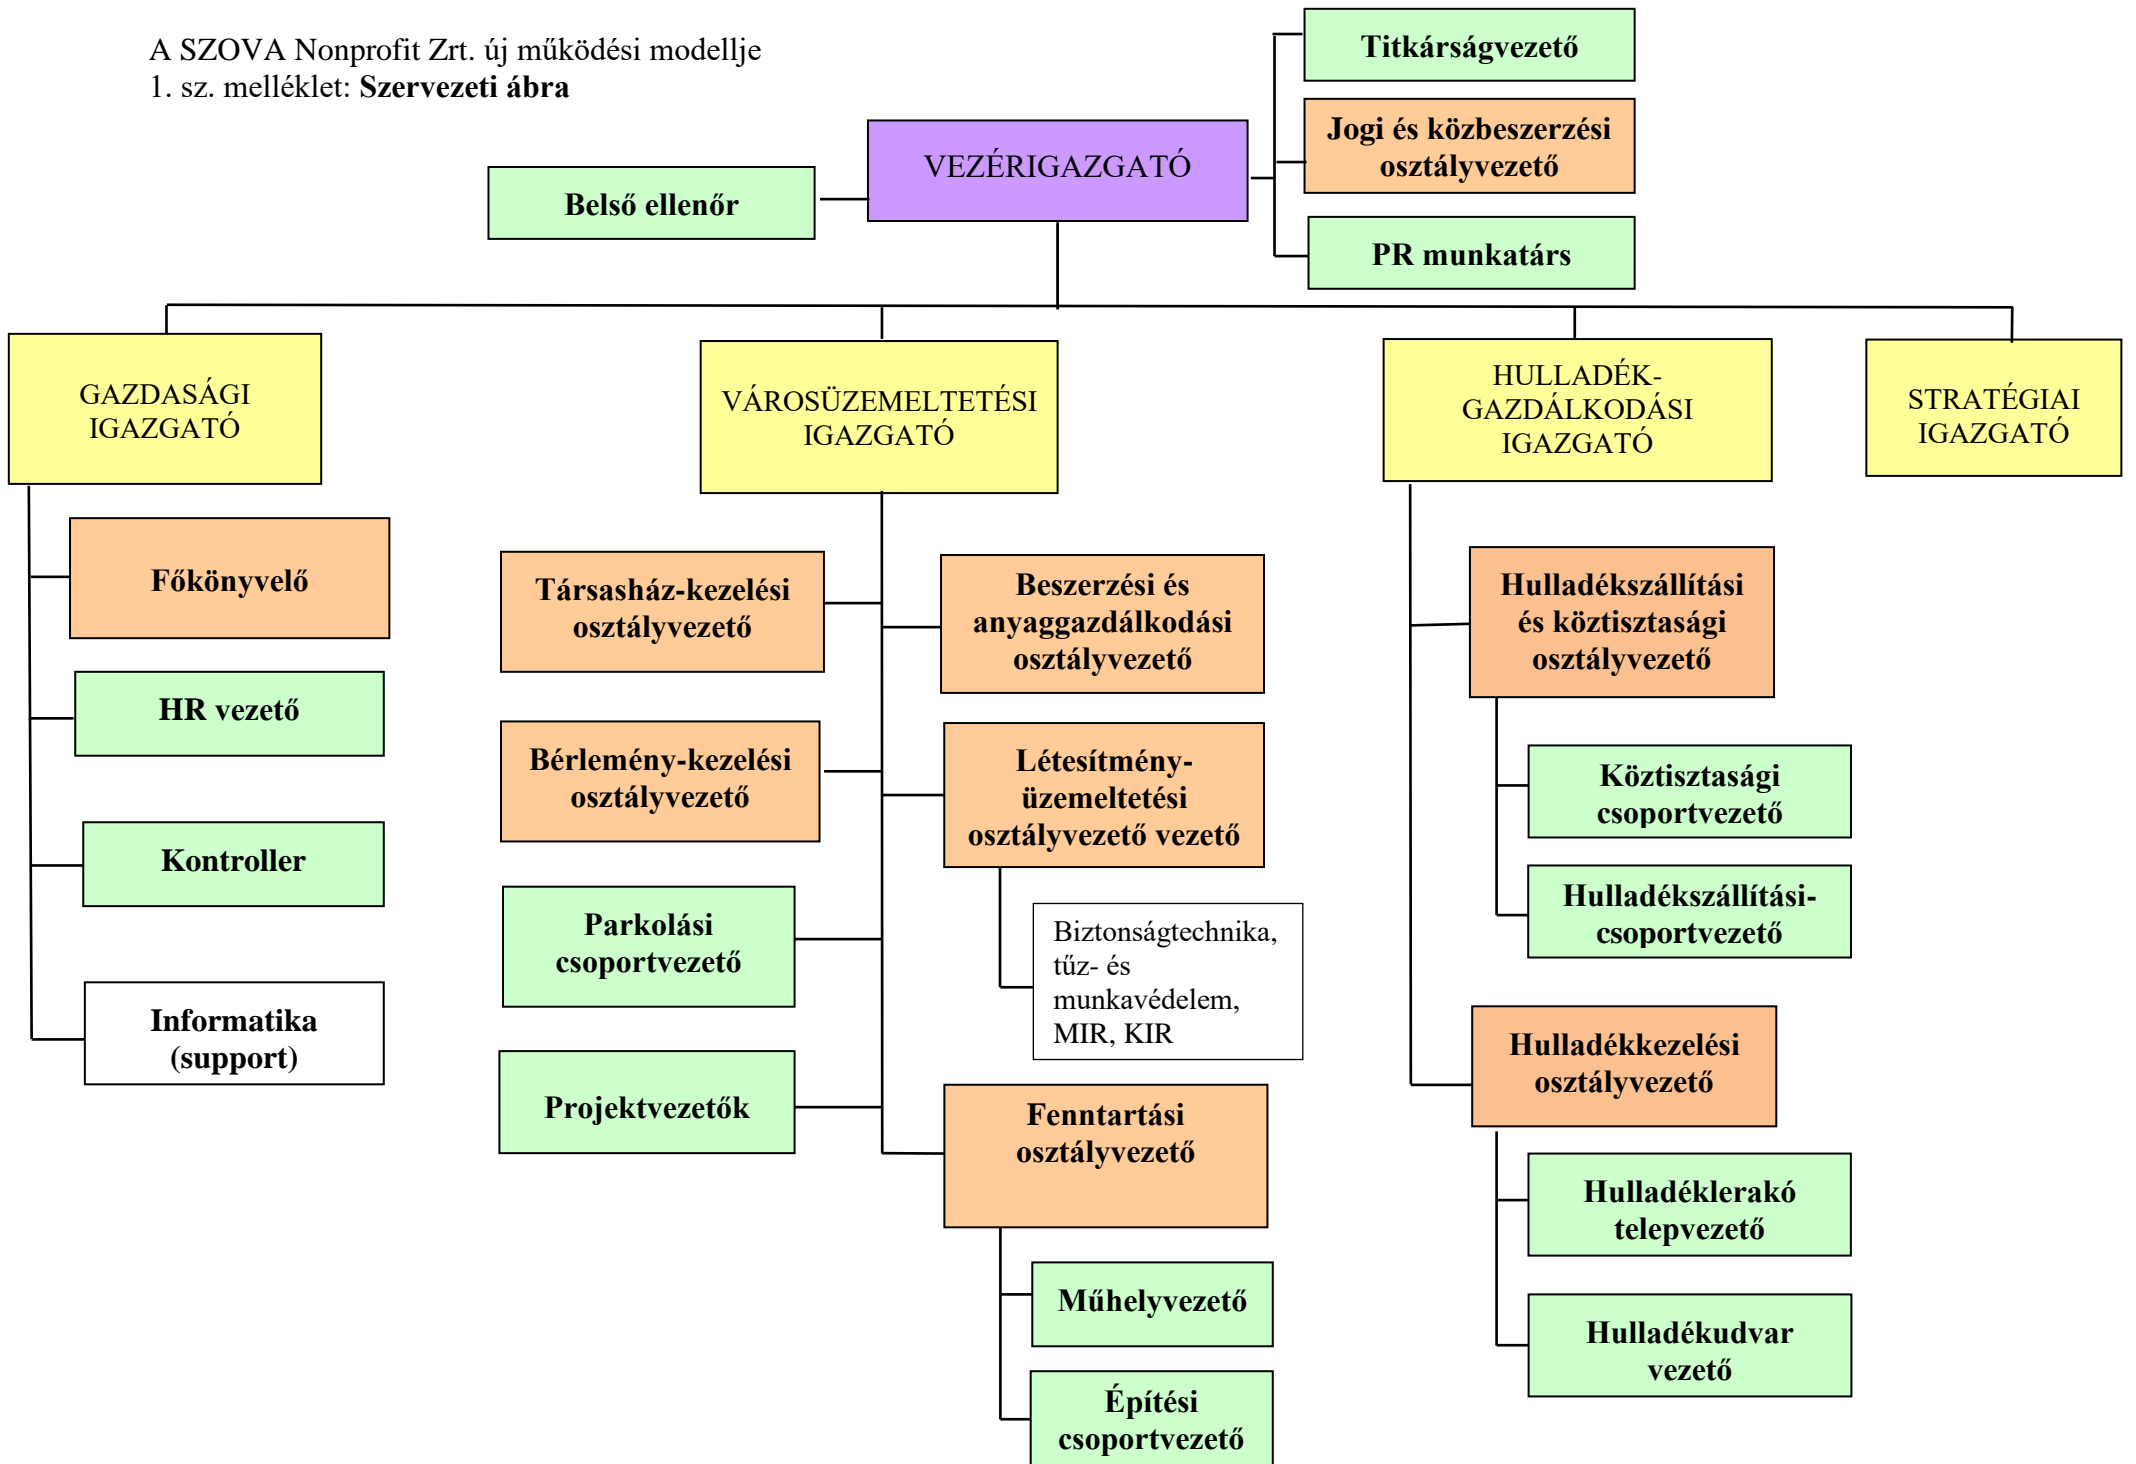 A SZOVA Nonprofit Zrt. új működési modellje
1. sz. melléklet: Szervezeti ábra
Titkárságvezető
Jogi és közbeszerzési
osztályvezető
VEZÉRIGAZGATÓ
Belső ellenőr
PR munkatárs
GAZDASÁGI
IGAZGATÓ
VÁROSÜZEMELTETÉSI
IGAZGATÓ
HULLADÉK-
GAZDÁLKODÁSI
IGAZGATÓ
STRATÉGIAI
IGAZGATÓ
Főkönyvelő
HR vezető
Kontroller
Informatika
(support)
Társasház-kezelési
osztályvezető
Bérlemény-kezelési
osztályvezető
Parkolási
csoportvezető
Projektvezetők
Beszerzési és
anyaggazdálkodási
osztályvezető
Létesítmény-
üzemeltetési
osztályvezető vezető
Biztonságtechnika,
tűz- és
munkavédelem,
MIR, KIR
Fenntartási
osztályvezető
Műhelyvezető
Építési
csoportvezető
Hulladékszállítási
és köztisztasági
osztályvezető
Köztisztasági
csoportvezető
Hulladékszállítási-
csoportvezető
Hulladékkezelési
osztályvezető
Hulladéklerakó
telepvezető
Hulladékudvar
vezető